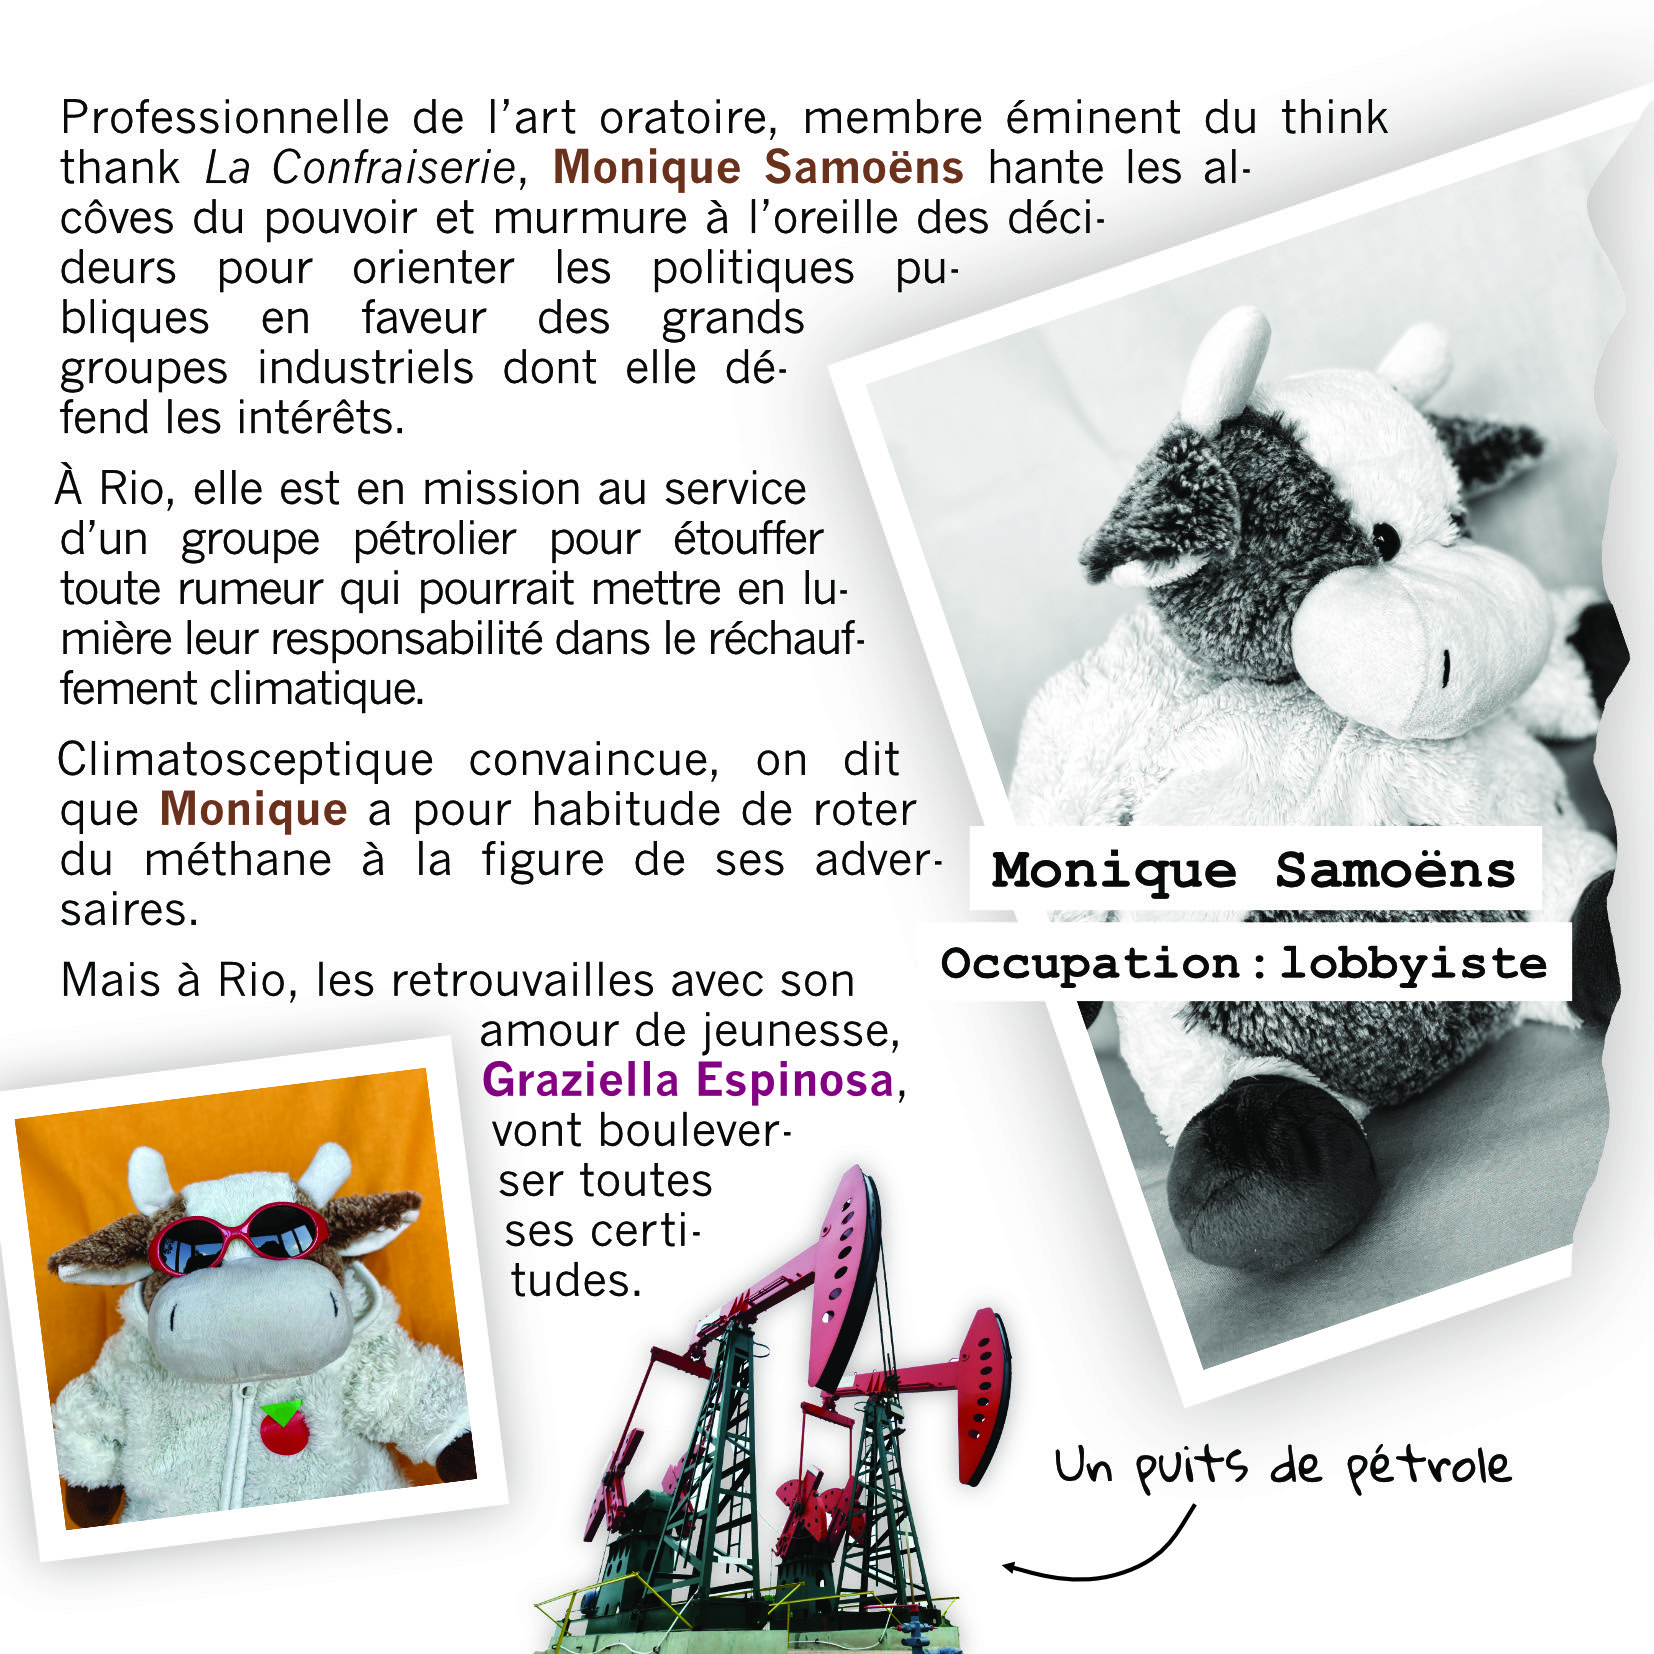 Professionnelle de l’art oratoire, membre éminent du think
thank La Confraiserie, Monique Samoëns hante les al-
côves du pouvoir et murmure à l’oreille des déci-
deurs pour orienter les politiques pu-
bliques en faveur des grands
groupes industriels dont elle dé-
fend les intérêts.
À Rio, elle est en mission au service
d’un groupe pétrolier pour étouffer
toute rumeur qui pourrait mettre en lu-
mière leur responsabilité dans le réchauf-
fement climatique.
Climatosceptique convaincue, on dit
que Monique a pour habitude de roter
du méthane à la figure de ses adver-
saires.
Mais à Rio, les retrouvailles avec son
amour de jeunesse,
Graziella Espinosa,
vont boulever-
ser toutes
ses certi-
tudes.
Monique Samoëns
Occupation : lobbyiste
Un puits de pétrole